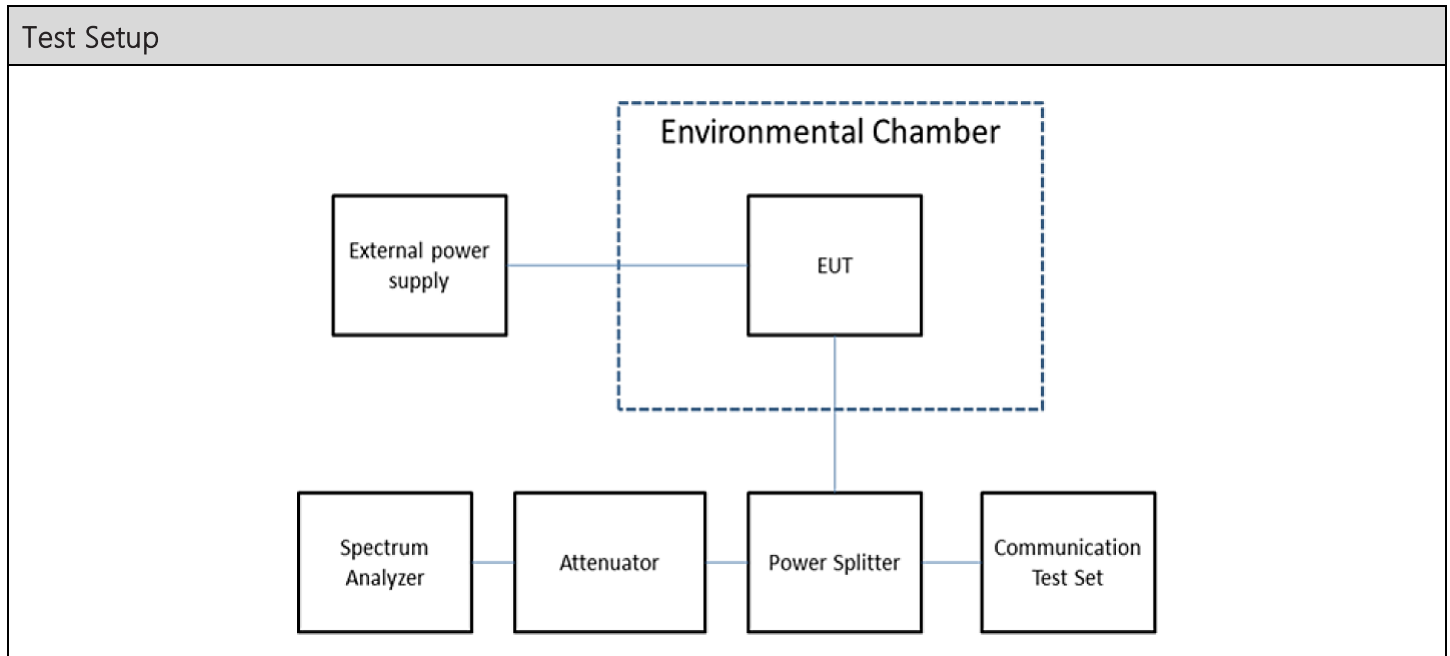 Test Setup
Environmental Chamber
External power
supply
EUT
Spectrum
Analyzer
Attenuator
Power Splitter
Communication
Test Set